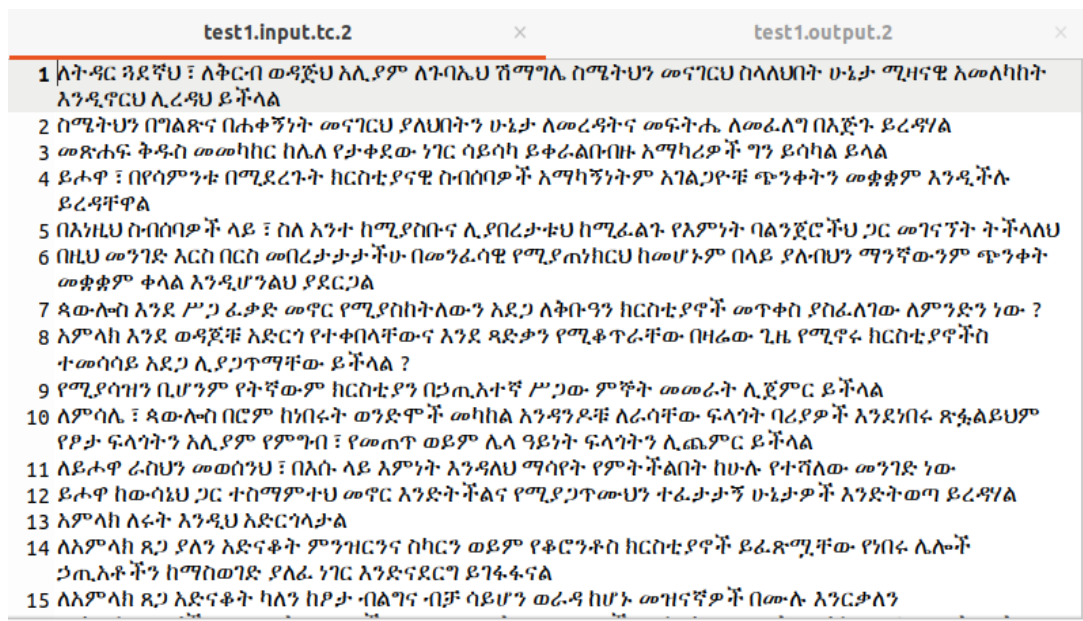 test1.input.tc.2 × test1.output.2 ×
1 ለትዳር ጓደኛህ ፣ ለቅርብ ወዳጅህ አሊያም ለጉባኤህ ሽማግሌ ስሜትህን መናገርህ ስላለህበት ሁኔታ ሚዛናዊ አመለካከት
እንዲኖርህ ሊረዳህ ይችላል
2 ስሜትህን በግልጽና በሐቀኝነት መናገርህ ያለህበትን ሁኔታ ለመረዳትና መፍትሔ ለመፈለግ በእጅጉ ይረዳሃል
3 መጽሐፍ ቅዱስ መመካከር ከሌለ የታቀደው ነገር ሳይሳካ ይቀራልበብዙ አማካሪዎች ግን ይሳካል ይላል
4 ይሖዋ ፣ በየሳምንቱ በሚደረጉት ክርስቲያናዊ ስብሰባዎች አማካኝነትም አገልጋዮቹ ጭንቀትን መቋቋም እንዲችሉ
ይረዳቸዋል
5 በእነዚህ ስብሰባዎች ላይ ፣ ስለ አንተ ከሚያስቡና ሊያበረታቱህ ከሚፈልጉ የእምነት ባልንጀሮችህ ጋር መገናኘት ትችላለህ
6 በዚህ መንገድ እርስ በርስ መበረታታታችሁ በመንፈሳዊ የሚያጠነክርህ ከመሆኑም በላይ ያለብህን ማንኛውንም ጭንቀት
መቋቋም ቀላል እንዲሆንልህ ያደርጋል
7 ጳውሎስ እንደ ሥጋ ፈቃድ መኖር የሚያስከትለውን አደጋ ለቅቡዓን ክርስቲያኖች መጥቀስ ያስፈለገው ለምንድን ነው ?
8 አምላክ እንደ ወዳጆቹ አድርጎ የተቀበላቸውና እንደ ጻድቃን የሚቆጥራቸው በዛሬው ጊዜ የሚኖሩ ክርስቲያኖችስ
ተመሳሳይ አደጋ ሊያጋጥማቸው ይችላል ?
9 የሚያሳዝን ቢሆንም የትኛውም ክርስቲያን በኃጢአተኛ ሥጋው ምኞት መመራት ሊጀምር ይችላል
10 ለምሳሌ ፣ ጳውሎስ በሮም ከነበሩት ወንድሞች መካከል አንዳንዶቹ ለራሳቸው ፍላጎት ባሪያዎች እንደነበሩ ጽፏልይህም
የፆታ ፍላጎትን አሊያም የምግብ ፣ የመጠጥ ወይም ሌላ ዓይነት ፍላጎትን ሊጨምር ይችላል
11 ለይሖዋ ራስህን መወሰንህ ፣ በእሱ ላይ እምነት እንዳለህ ማሳየት የምትችልበት ከሁሉ የተሻለው መንገድ ነው
12 ይሖዋ ከውሳኔህ ጋር ተስማምተህ መኖር እንድትችልና የሚያጋጥሙህን ተፈታታኝ ሁኔታዎች እንድትወጣ ይረዳሃል
13 አምላክ ለሩት እንዲህ አድርጎላታል
14 ለአምላክ ጸጋ ያለን አድናቆት ምንዝርንና ስካርን ወይም የቆሮንቶስ ክርስቲያኖች ይፈጽሟቸው የነበሩ ሌሎች
ኃጢአቶችን ከማስወገድ ያለፈ ነገር እንድናደርግ ይገፋፋናል
15 ለአምላክ ጸጋ አድናቆት ካለን ከፆታ ብልግና ብቻ ሳይሆን ወራዳ ከሆኑ መዝናኛዎች በሙሉ እንርቃለን